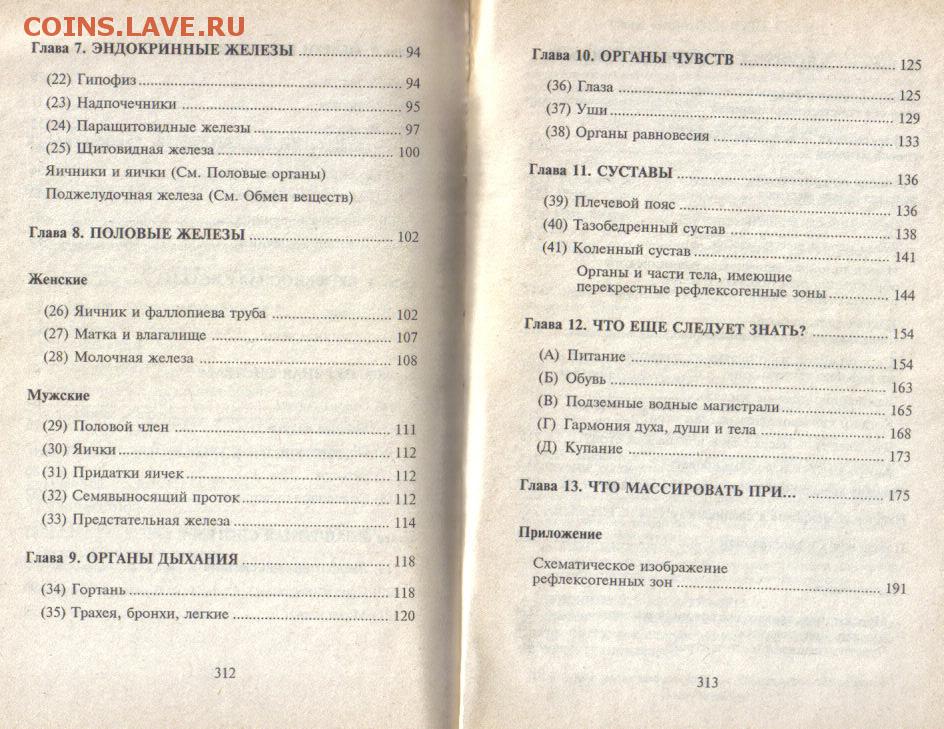 COINS.LAVE.RU
Глава 7. ЭНДОКРИННЫЕ ЖЕЛЕЗЫ ........ 94
(22) Гипофиз ........ 94
(23) Надпочечники ........ 95
(24) Паращитовидные железы ........ 97
(25) Щитовидная железа ........ 100
Яичники и яички (См. Половые органы)
Поджелудочная железа (См. Обмен веществ)
Глава 8. ПОЛОВЫЕ ЖЕЛЕЗЫ ........ 102
Женские
(26) Яичник и фаллопиева труба ........ 102
(27) Матка и влагалище ........ 107
(28) Молочная железа ........ 108
Мужские
(29) Половой член ........ 111
(30) Яички ........ 112
(31) Придатки яичек ........ 112
(32) Семявыносящий проток ........ 112
(33) Предстательная железа ........ 114
Глава 9. ОРГАНЫ ДЫХАНИЯ ........ 118
(34) Гортань ........ 118
(35) Трахея, бронхи, легкие ........ 120
312
Глава 10. ОРГАНЫ ЧУВСТВ ........ 125
(36) Глаза ........ 125
(37) Уши ........ 129
(38) Органы равновесия ........ 133
Глава 11. СУСТАВЫ ........ 136
(39) Плечевой пояс ........ 136
(40) Тазобедренный сустав ........ 138
(41) Коленный сустав ........ 141
Органы и части тела, имеющие
перекрестные рефлексогенные зоны ........ 144
Глава 12. ЧТО ЕЩЕ СЛЕДУЕТ ЗНАТЬ? ........ 154
(А) Питание ........ 154
(Б) Обувь ........ 163
(В) Подземные водные магистрали ........ 165
(Г) Гармония духа, души и тела ........ 168
(Д) Купание ........ 173
Глава 13. ЧТО МАССИРОВАТЬ ПРИ... ........ 175
Приложение
Схематическое изображение
рефлексогенных зон ........ 191
313